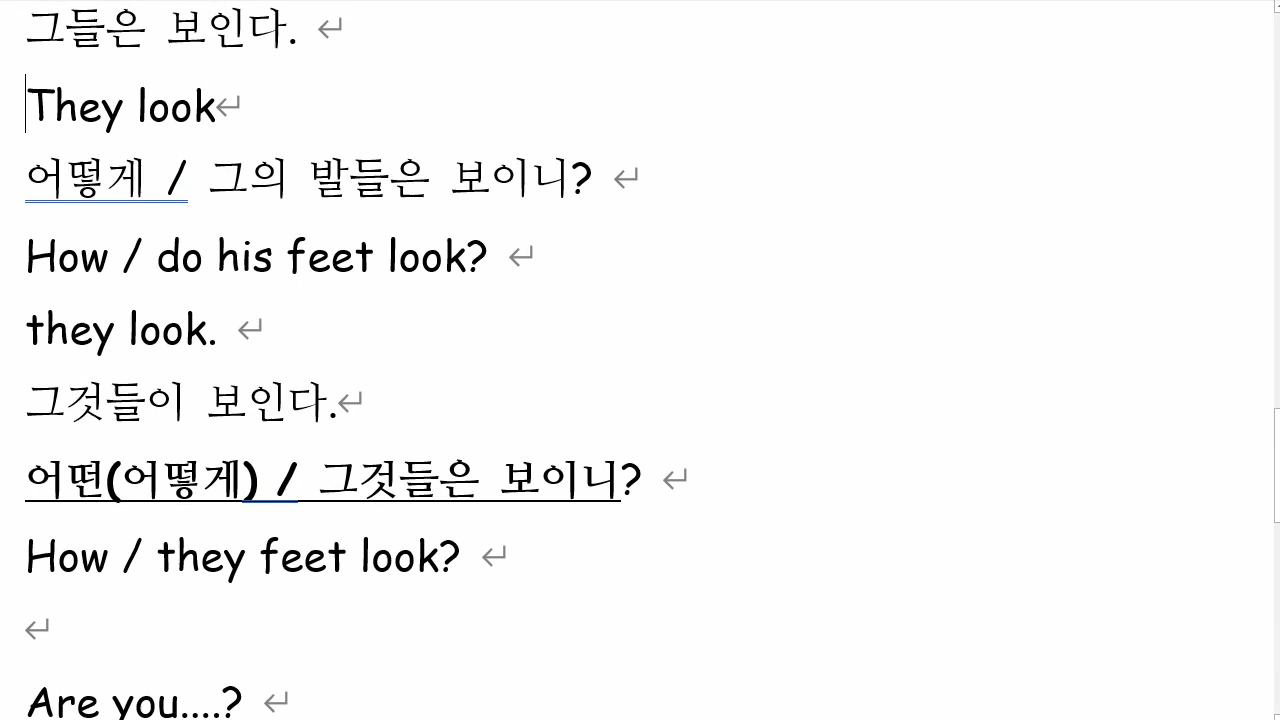 그들은 보인다.
They look
어떻게 / 그의 발들은 보이니?
How / do his feet look?
they look.
그것들이 보인다.
어떤(어떻게) / 그것들은 보이니?
How / they feet look?
Are you....?